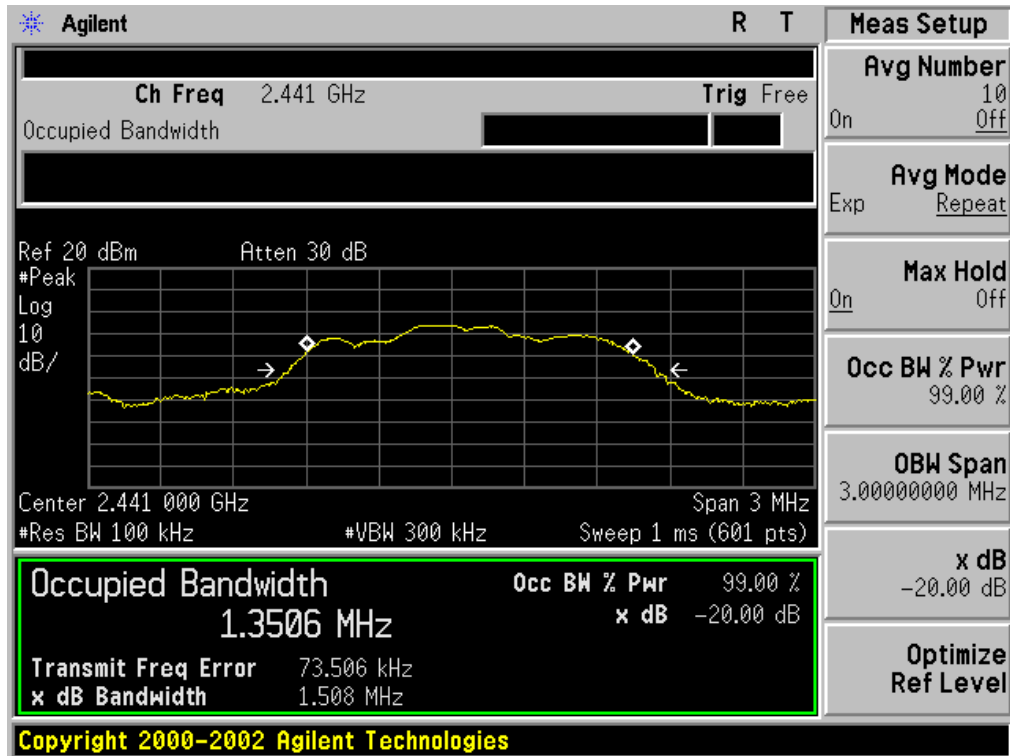 Agilent R T
Ch Freq 2.441 GHz Trig Free
Occupied Bandwidth
Ref 20 dBm Atten 30 dB
#Peak
Log
10
dB/
Center 2.441 000 GHz Span 3 MHz
#Res BW 100 kHz #VBW 300 kHz Sweep 1 ms (601 pts)
Occupied Bandwidth
1.3506 MHz
Occ BW % Pwr 99.00 %
x dB -20.00 dB
Transmit Freq Error 73.506 kHz
x dB Bandwidth 1.508 MHz
Copyright 2000-2002 Agilent Technologies
Meas Setup
Avg Number
10
On Off
Avg Mode
Exp Repeat
Max Hold
On Off
Occ BW % Pwr
99.00 %
OBW Span
3.00000000 MHz
x dB
-20.00 dB
Optimize
Ref Level